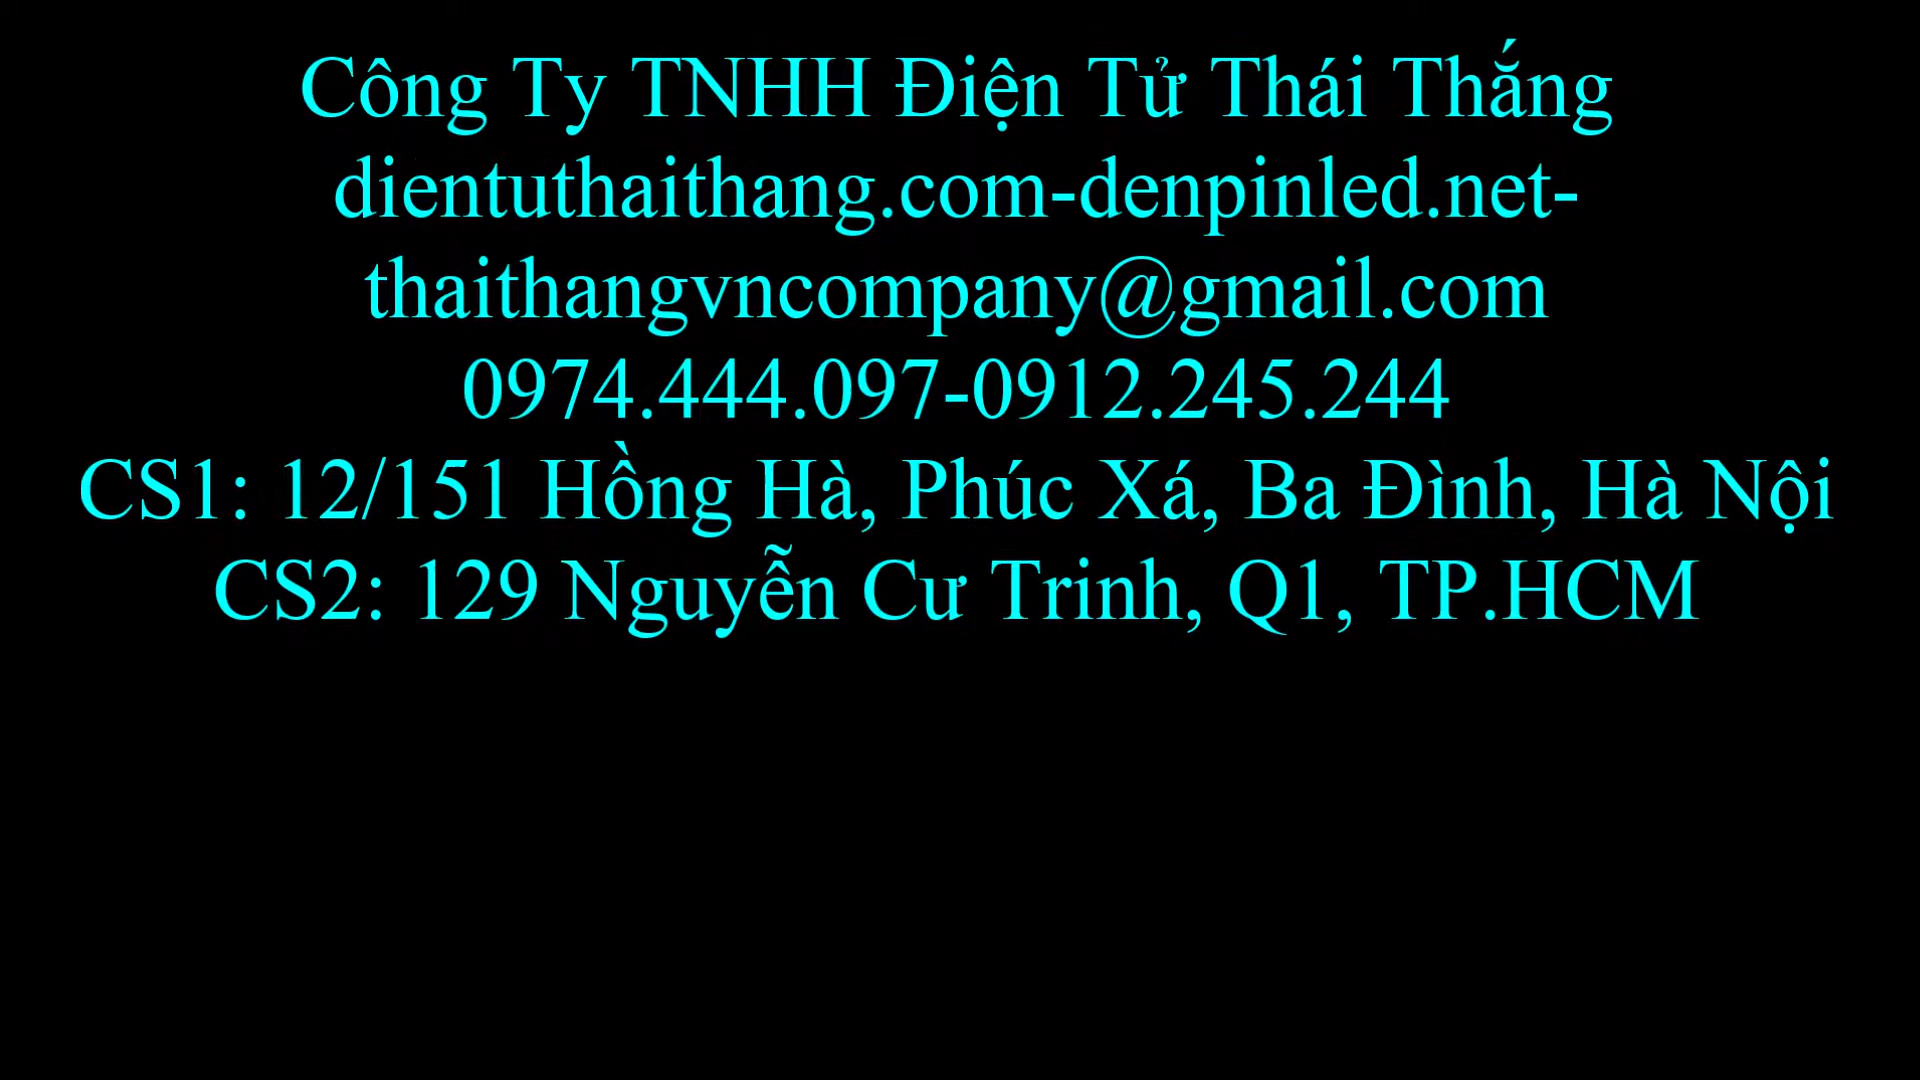 Công Ty TNHH Điện Tử Thái Thắng
dientuthaithang.com-denpinled.net-
thaithangvncompany@gmail.com
0974.444.097-0912.245.244
CS1: 12/151 Hồng Hà, Phúc Xá, Ba Đình, Hà Nội
CS2: 129 Nguyễn Cư Trinh, Q1, TP.HCM